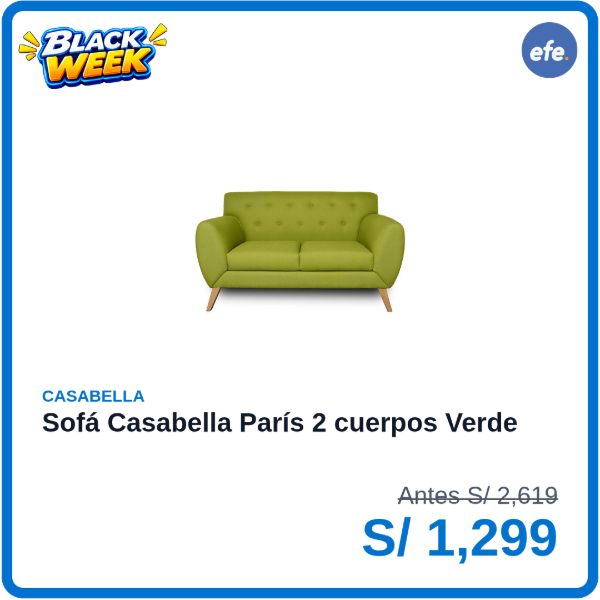 BLACK
WEEK
efe.
CASABELLA
Sofá Casabella París 2 cuerpos Verde
Antes S/ 2,619
S/ 1,299